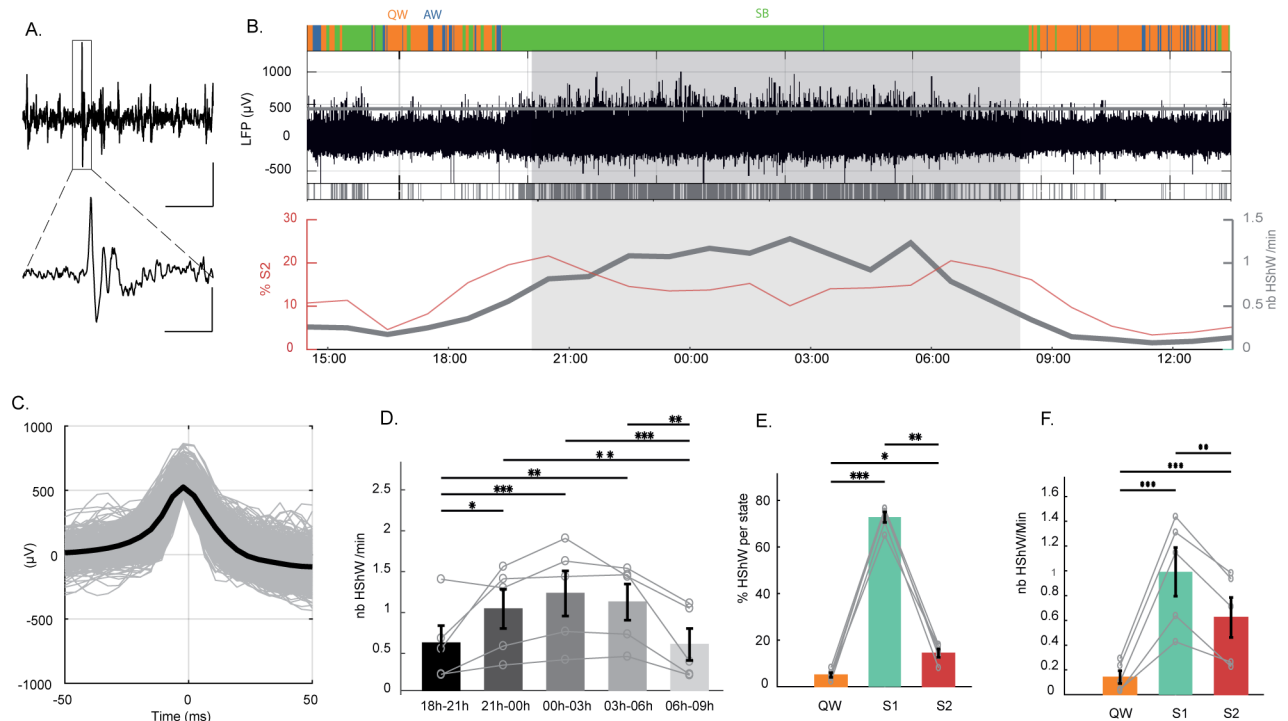 A.
B.
QW AW SB
1000
500
0
-500
LFP (µV)
30
20
10
0
% S2
1.5
1
0.5
0
nb HShW /min
15:00 18:00 21:00 00:00 03:00 06:00 09:00 12:00
C.
1000
500
0
-500
-1000
(µV)
-50 0 50
Time (ms)
D.
**
***
* *
**
***
*
2.5
2
1.5
1
0.5
0
nb HShW /min
18h-21h 21h-00h 00h-03h 03h-06h 06h-09h
E.
**
*
***
80
60
40
20
0
% HShW per state
QW S1 S2
F.
**
***
***
1.6
1.4
1.2
1
0.8
0.6
0.4
0.2
0
nb HShW/Min
QW S1 S2